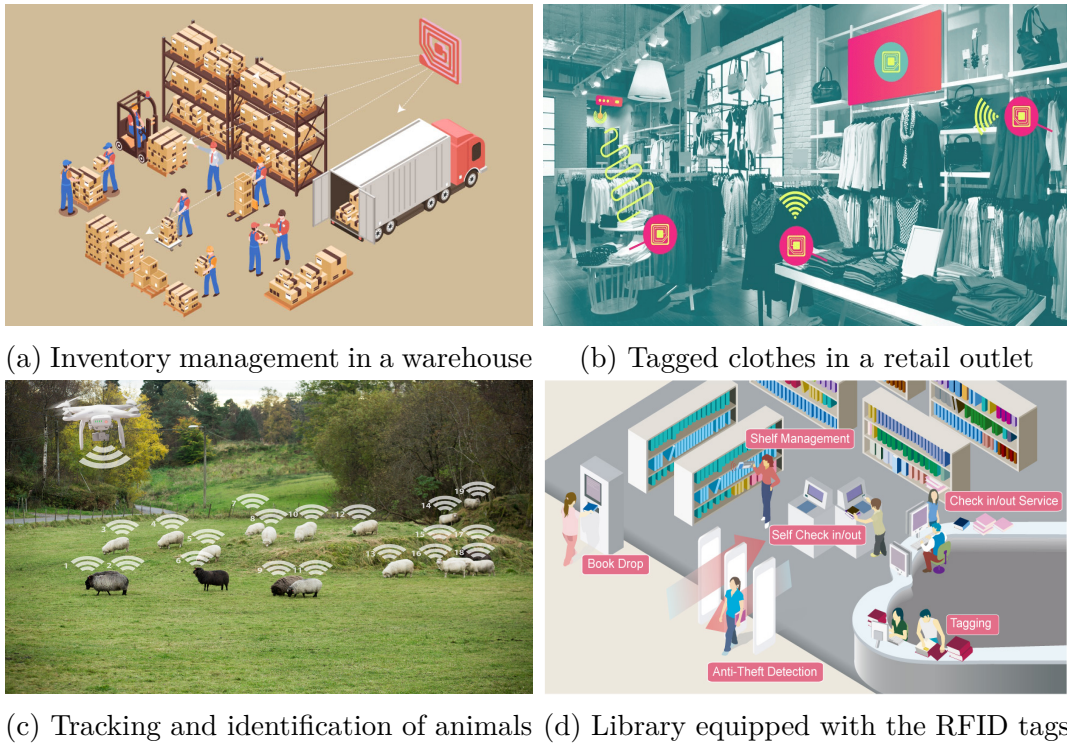 (a) Inventory management in a warehouse
(b) Tagged clothes in a retail outlet
7
19
14
10
12
8
3
4
15
17
5
13
16
18
1
2
6
9
11
(c) Tracking and identification of animals
Shelf Management
Check in/out Service
Self Check in/out
Book Drop
Tagging
Anti-Theft Detection
(d) Library equipped with the RFID tags